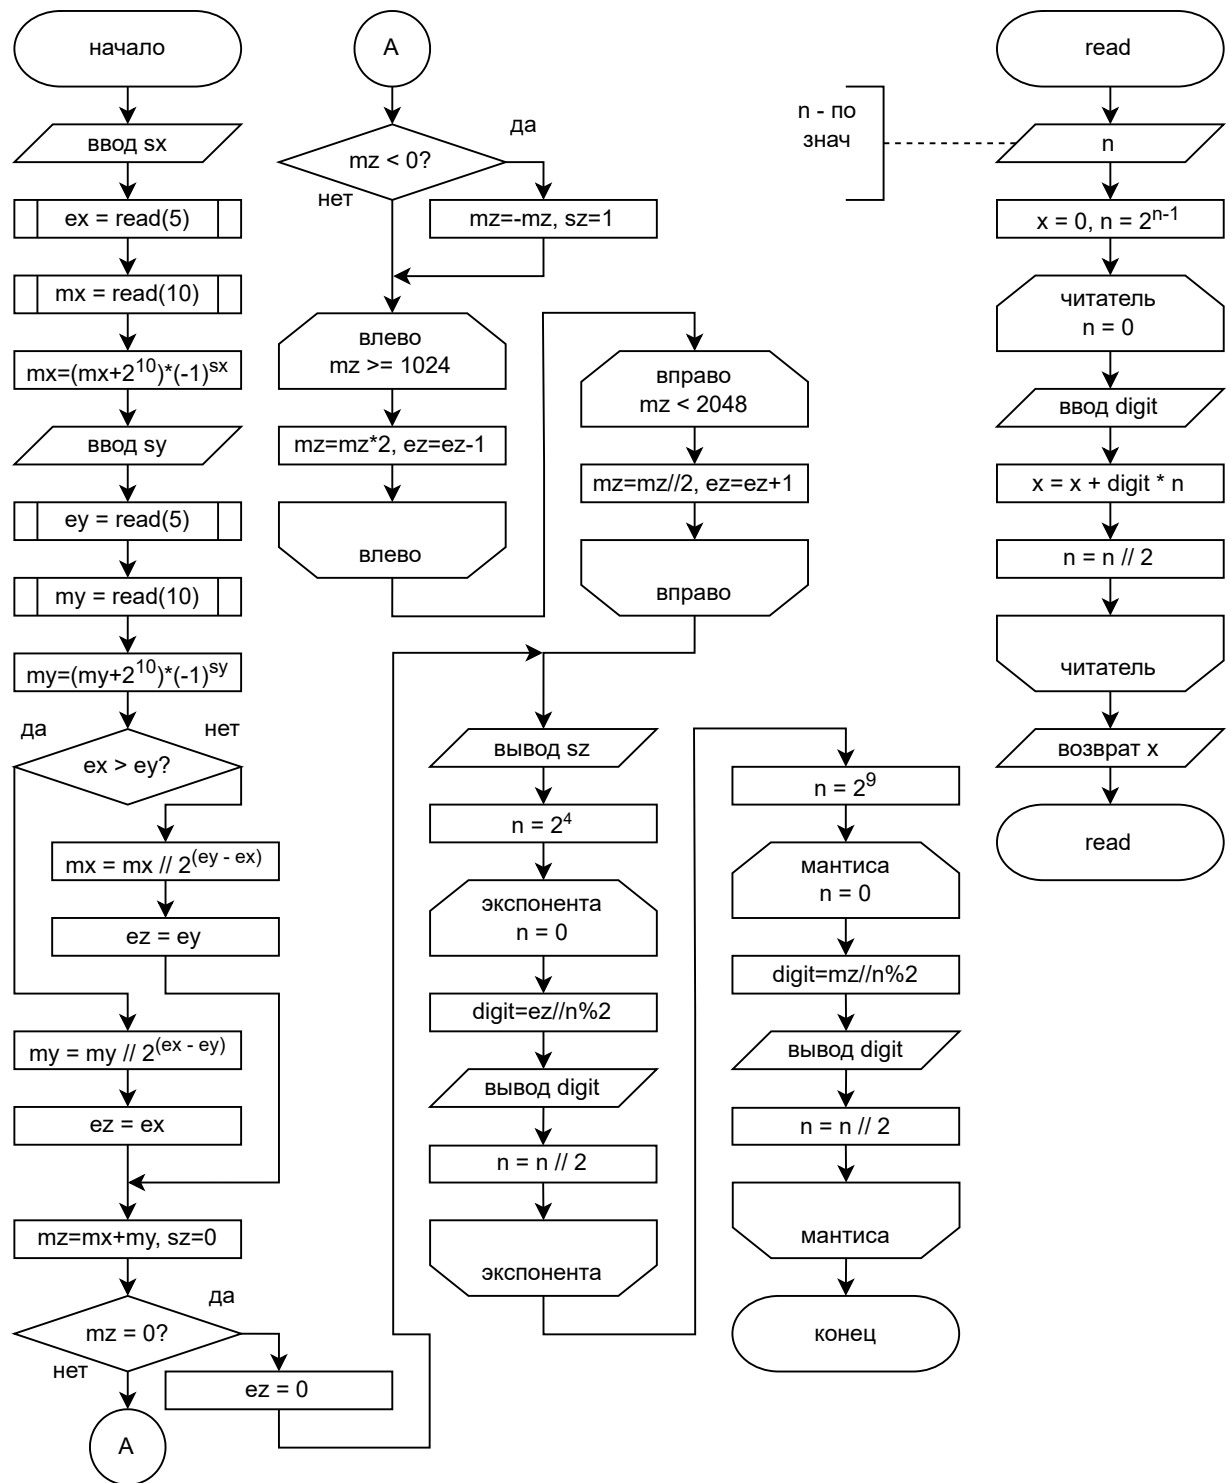 начало
ввод sx
ex = read(5)
mx = read(10)
mx=(mx+2^10)*(-1)^sx
ввод sy
ey = read(5)
my = read(10)
my=(my+2^10)*(-1)^sy
да
нет
ex > ey?
mx = mx // 2^(ey - ex)
ez = ey
my = my // 2^(ex - ey)
ez = ex
mz=mx+my, sz=0
да
mz = 0?
нет
ez = 0
A
A
да
mz < 0?
нет
mz=-mz, sz=1
влево
mz >= 1024
mz=mz*2, ez=ez-1
влево
вправо
mz < 2048
mz=mz//2, ez=ez+1
вправо
вывод sz
n = 2^4
экспонента
n = 0
digit=ez//n%2
вывод digit
n = n // 2
экспонента
n = 2^9
мантиса
n = 0
digit=mz//n%2
вывод digit
n = n // 2
мантиса
конец
read
n - по
знач
n
x = 0, n = 2^n-1
читатель
n = 0
ввод digit
x = x + digit * n
n = n // 2
читатель
возврат x
read